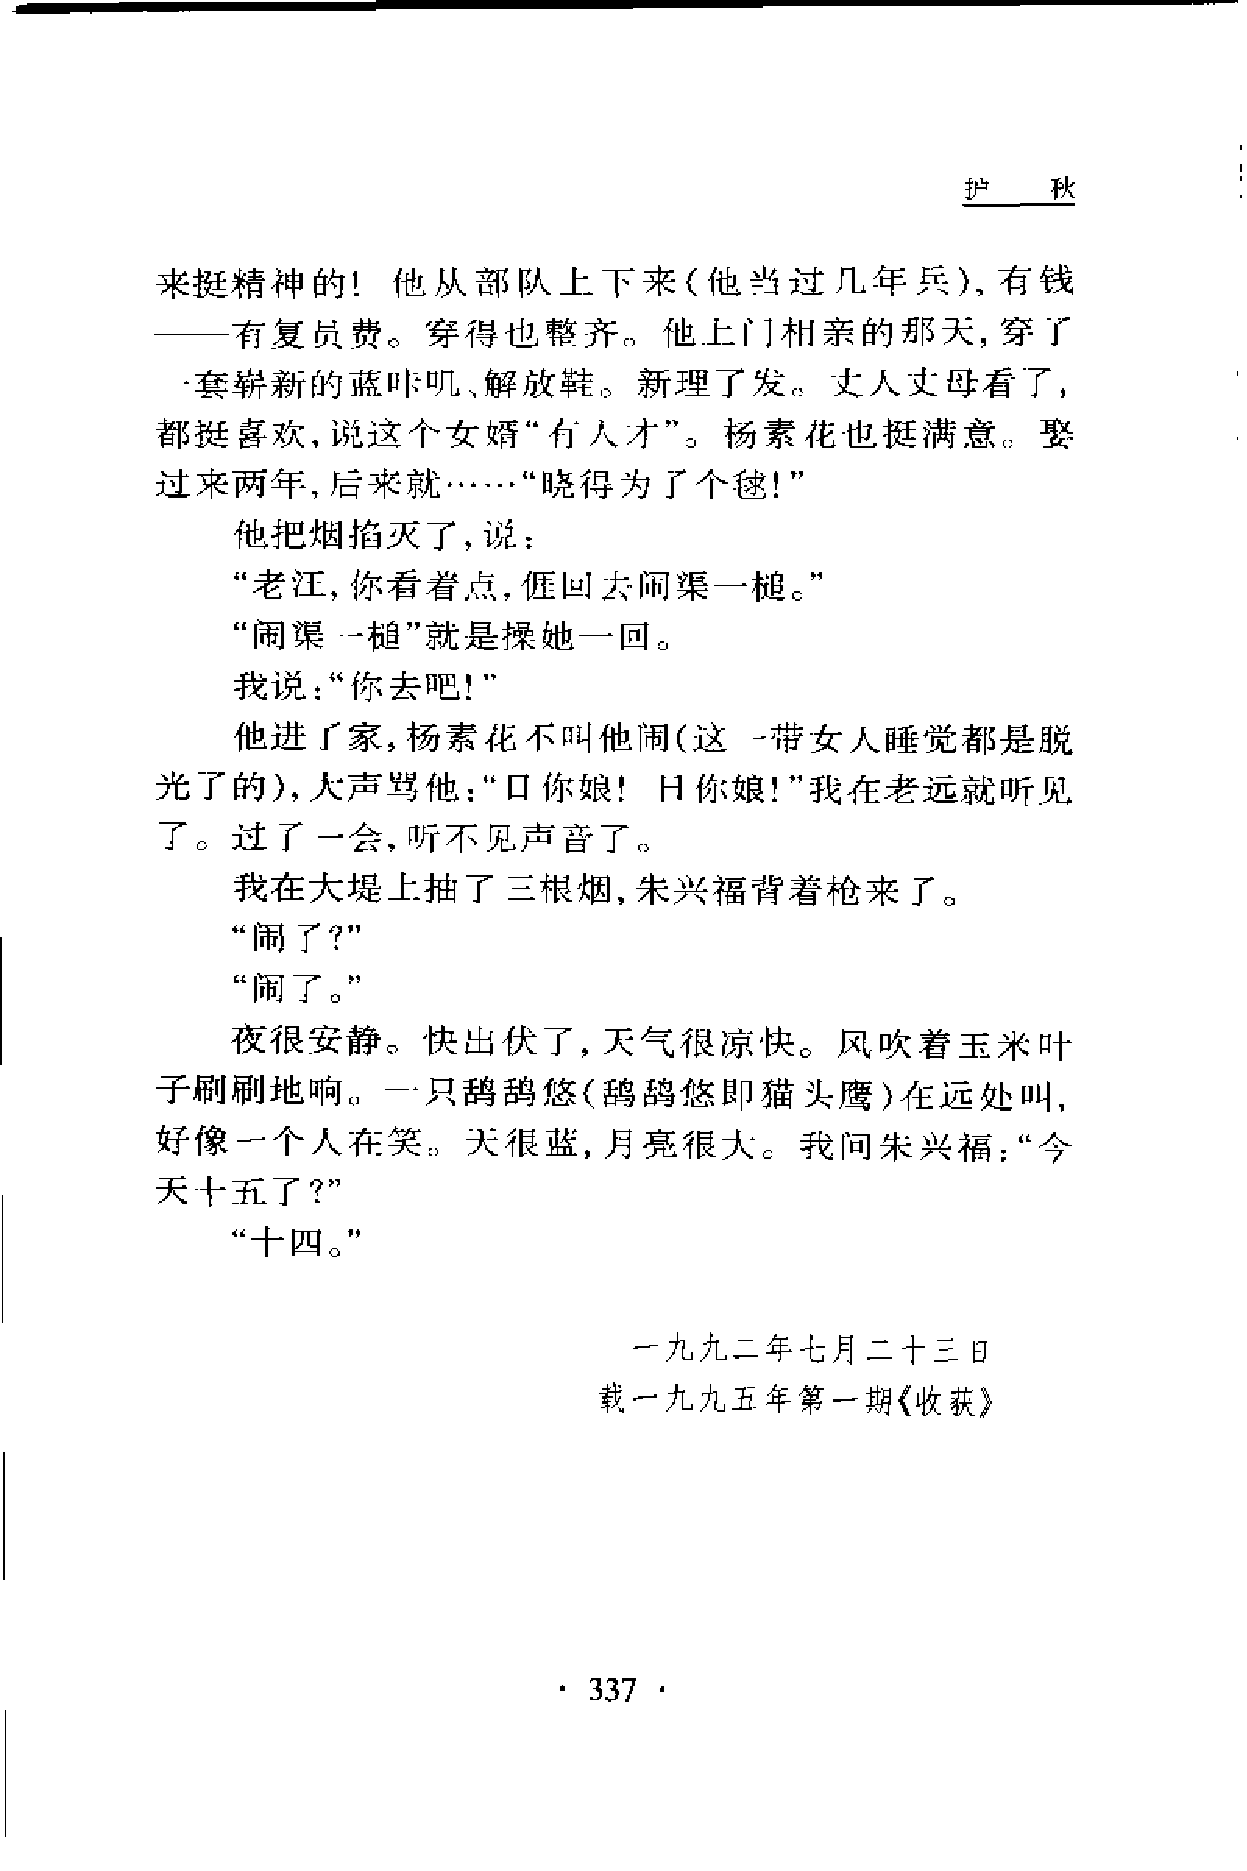 护 秋
来挺精神的! 他从部队上下来(他当过几年兵),有钱
——有复员费。穿得也整齐。他上门相亲的那天,穿了
一套崭新的蓝咔叽、解放鞋。新理了发。丈人丈母看了,
都挺喜欢,说这个女婿“有人才”。杨素花也挺满意。娶
过来两年,后来就……“晓得为了个毬!”
他把烟掐灭了,说:
“老江,你看着点,偓回去闹渠一槌。”
“闹渠一槌”就是操她一回。
我说:“你去吧!”
他进了家,杨素花不叫他闹(这一带女人睡觉都是脱
光了的),大声骂他:“日你娘! 日你娘!”我在老远就听见
了。过了一会,听不见声音了。
我在大堤上抽了三根烟,朱兴福背着枪来了。
“闹了?”
“闹了。”
夜很安静。快出伏了,天气很凉快。风吹着玉米叶
子刷刷地响。一只鸹鸹悠(鸹鸹悠即猫头鹰)在远处叫,
好像一个人在笑。天很蓝,月亮很大。我问朱兴福:“今
天十五了?”
“十四。”
一九九二年七月二十三日
载一九九五年第一期《收获》
· 337 ·